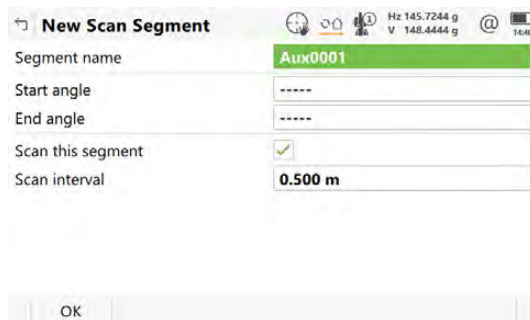 New Scan Segment
1
Hz 145.7244 g
V 148.4444 g
@
Segment name Aux0001
Start angle -----
End angle -----
Scan this segment
Scan interval 0.500 m
OK